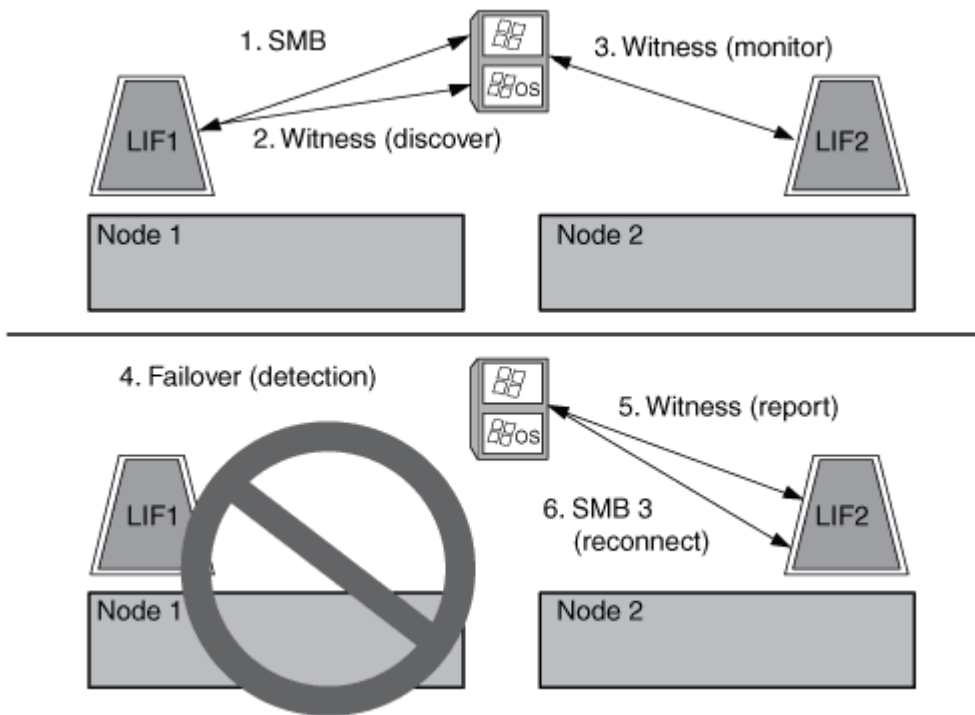 1. SMB
3. Witness (monitor)
OS
LIF1
2. Witness (discover)
LIF2
Node 1
Node 2
4. Failover (detection)
5. Witness (report)
OS
LIF1
6. SMB 3
(reconnect)
LIF2
Node 1
Node 2